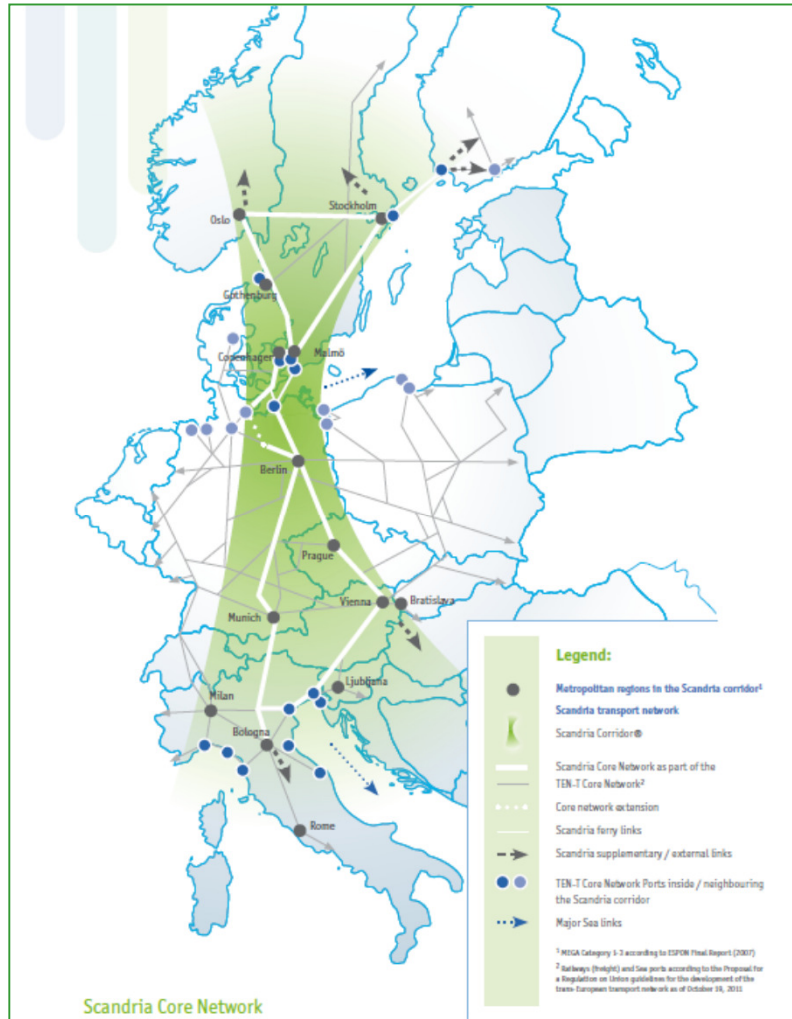 Oslo
Stockholm
Gothenburg
Copenhagen
Malmö
Berlin
Prague
Vienna
Bratislava
Munich
Ljubljana
Milan
Bologna
Rome
Legend:
Metropolitan regions in the Scandria corridor¹
Scandria transport network
Scandria Corridor®
Scandria Core Network as part of the
TEN-T Core Network²
Core network extension
Scandria ferry links
Scandria supplementary / external links
TEN-T Core Network Ports inside / neighbouring
the Scandria corridor
Major Sea links
¹ MEGA Category 1-3 according to ESPON Final Report (2007)
² Railways (freight) and Sea ports according to the Proposal for
a Regulation on Union guidelines for the development of the
trans-European transport network as of October 19, 2011
Scandria Core Network